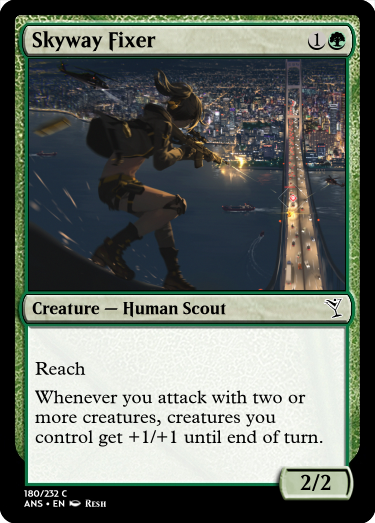 Skyway Fixer 1
Creature — Human Scout
Reach
Whenever you attack with two or
more creatures, creatures you
control get +1/+1 until end of turn.
2/2
180/232 C
ANS • EN Resh